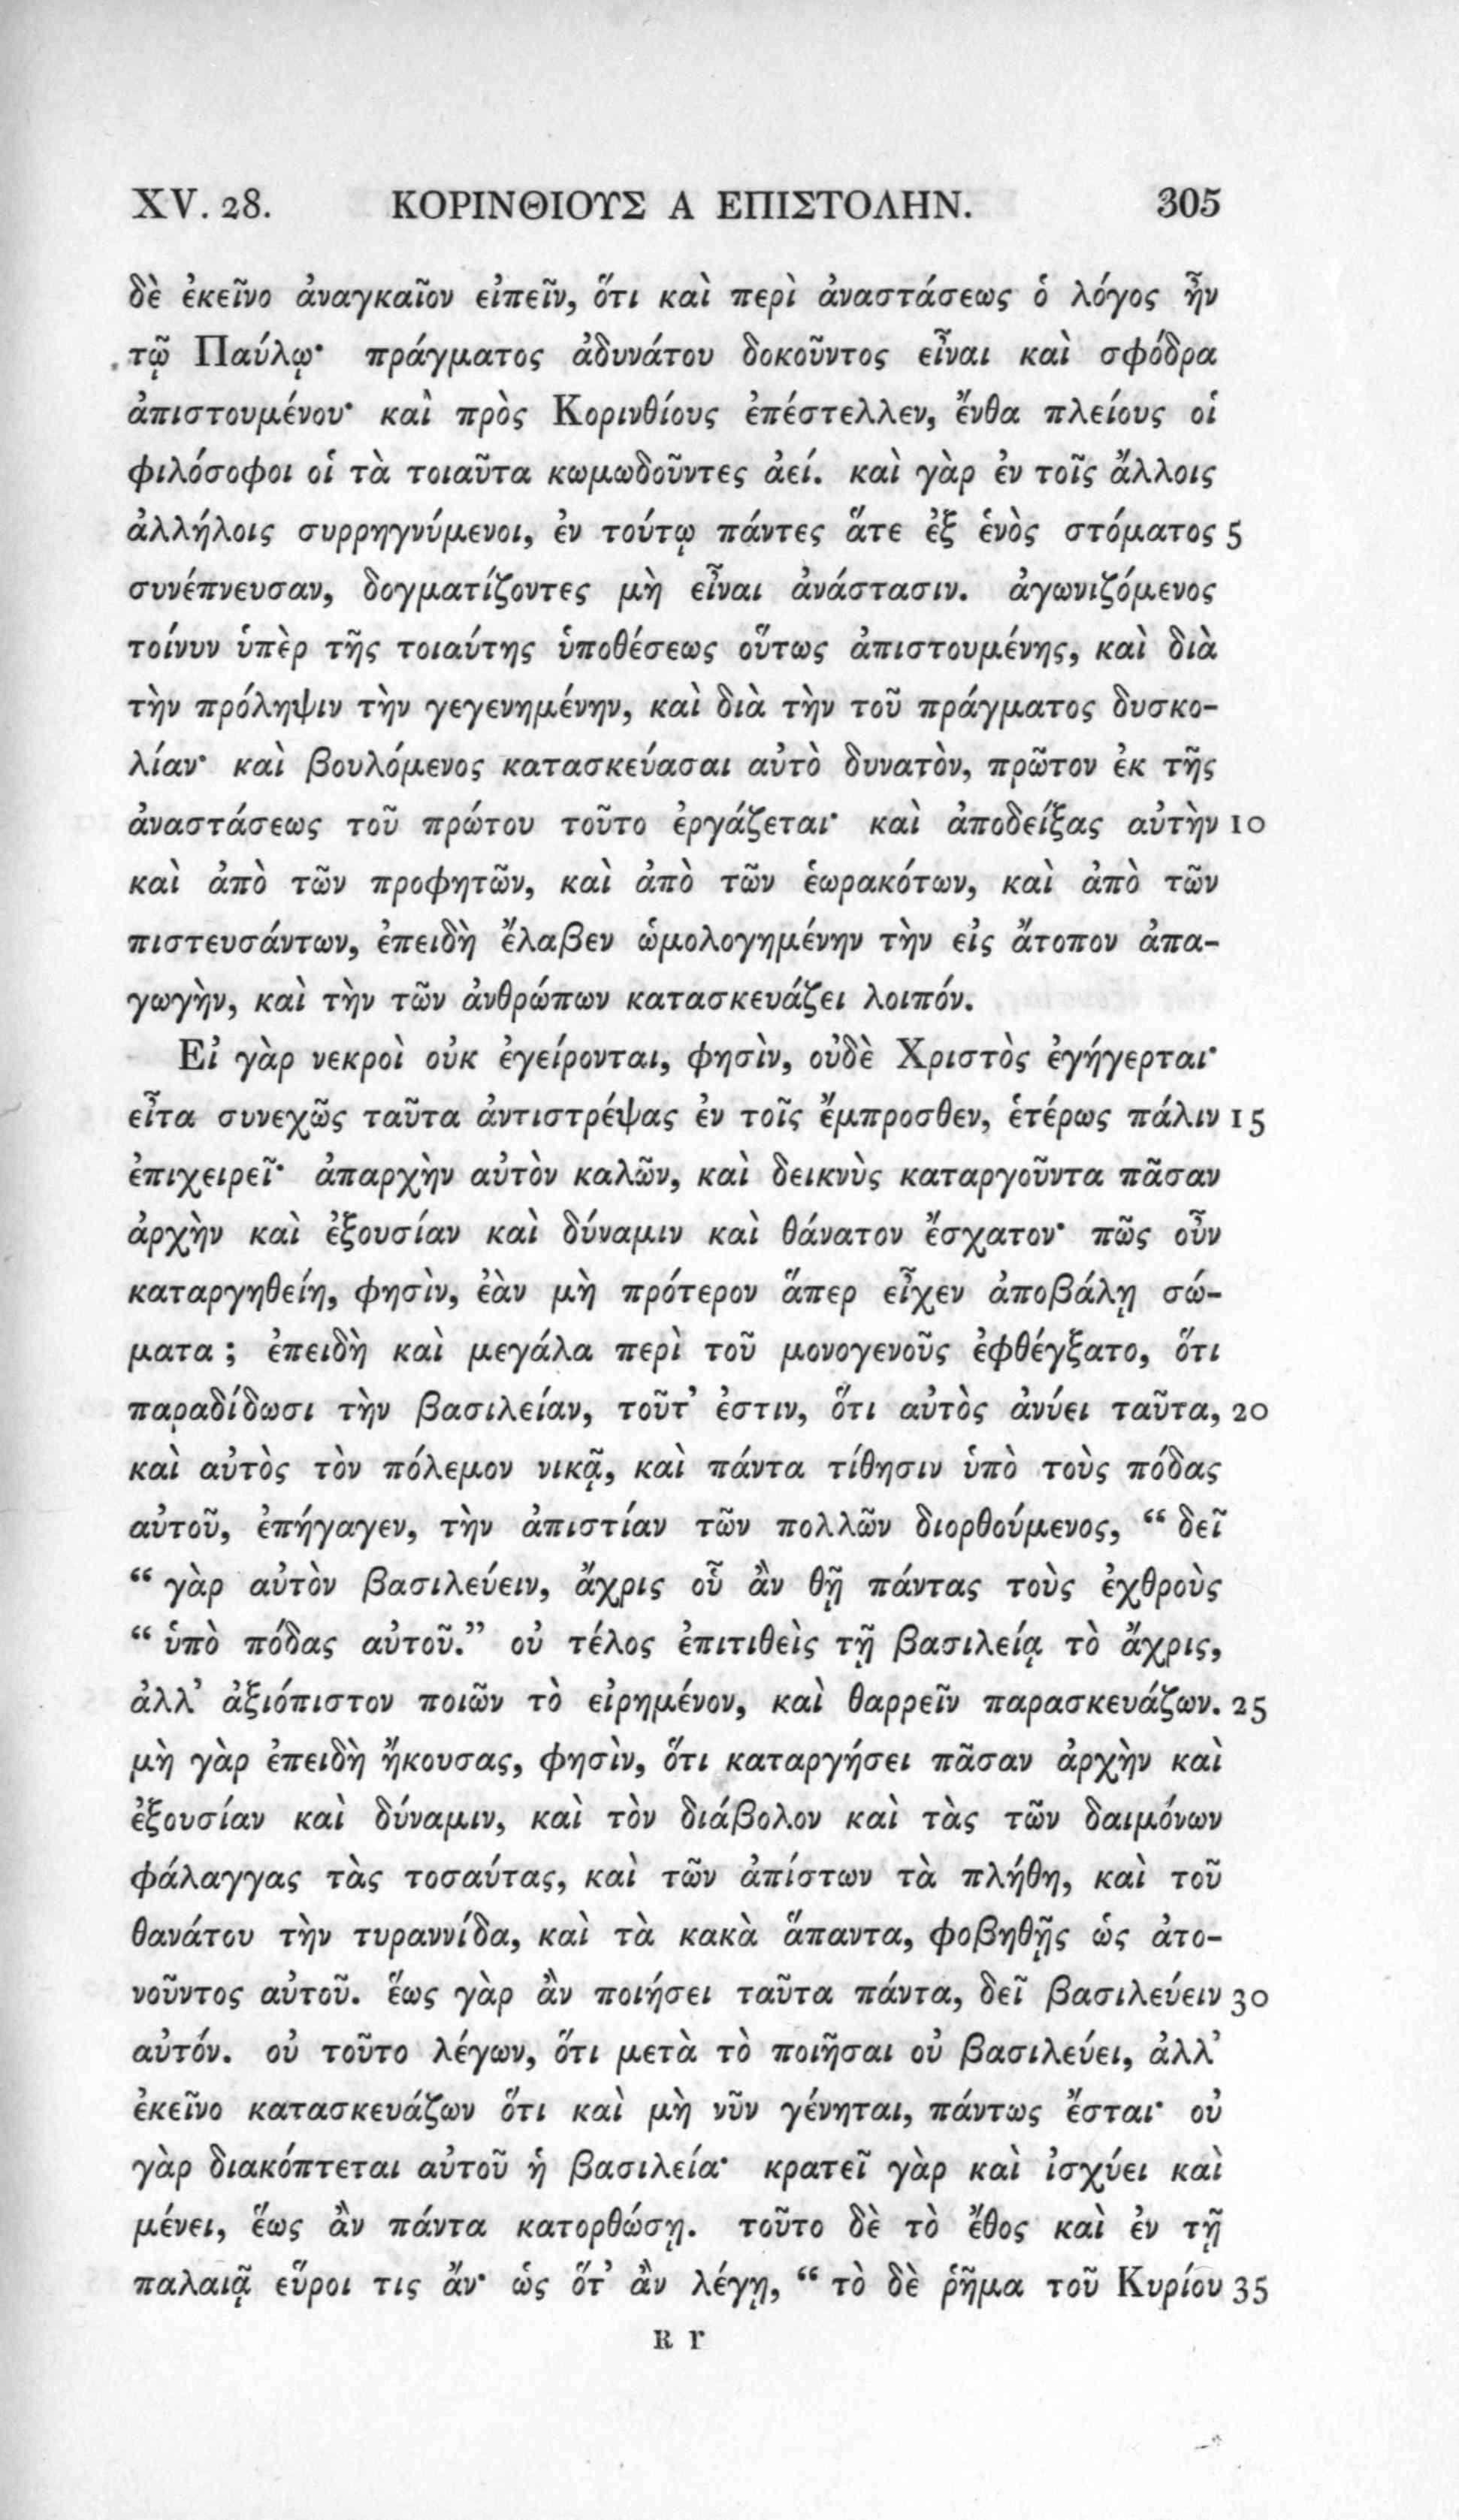 XV. 28. ΚΟΡΙΝΘΙΟΥΣ Α ΕΠΙΣΤΟΛΗΝ. 305
δὲ ἐκεῖνο ἀναγκαῖον εἰπεῖν, ὅτι καὶ περὶ ἀναστάσεως ὁ λόγος ἦν
τῷ Παύλῳ· πράγματος ἀδυνάτου δοκοῦντος εἶναι καὶ σφόδρα
ἀπιστουμένου· καὶ πρὸς Κορινθίους ἐπέστελλεν, ἔνθα πλείους οἱ
φιλόσοφοι οἱ τὰ τοιαῦτα κωμωδοῦντες ἀεί. καὶ γὰρ ἐν τοῖς ἄλλοις
ἀλλήλοις συρρηγνύμενοι, ἐν τούτῳ πάντες ἅτε ἐξ ἑνὸς στόματος 5
συνέπνευσαν, δογματίζοντες μὴ εἶναι ἀνάστασιν. ἀγωνιζόμενος
τοίνυν ὑπὲρ τῆς τοιαύτης ὑποθέσεως οὕτως ἀπιστουμένης, καὶ διὰ
τὴν πρόληψιν τὴν γεγενημένην, καὶ διὰ τὴν τοῦ πράγματος δυσκο-
λίαν· καὶ βουλόμενος κατασκεύασαι αὐτὸ δυνατὸν, πρῶτον ἐκ τῆς
ἀναστάσεως τοῦ πρώτου τοῦτο ἐργάζεται· καὶ ἀποδείξας αὐτὴν 10
καὶ ἀπὸ τῶν προφητῶν, καὶ ἀπὸ τῶν ἑωρακότων, καὶ ἀπὸ τῶν
πιστευσάντων, ἐπειδὴ ἔλαβεν ὡμολογημένην τὴν εἰς ἄτοπον ἀπα-
γωγὴν, καὶ τὴν τῶν ἀνθρώπων κατασκευάζει λοιπόν.
Εἰ γὰρ νεκροὶ οὐκ ἐγείρονται, φησὶν, οὐδὲ Χριστὸς ἐγήγερται·
εἶτα συνεχῶς ταῦτα ἀντιστρέψας ἐν τοῖς ἔμπροσθεν, ἑτέρως πάλιν 15
ἐπιχειρεῖ· ἀπαρχὴν αὐτὸν καλῶν, καὶ δεικνὺς καταργοῦντα πᾶσαν
ἀρχὴν καὶ ἐξουσίαν καὶ δύναμιν καὶ θάνατον ἔσχατον· πῶς οὖν
καταργηθείη, φησὶν, ἐὰν μὴ πρότερον ἅπερ εἶχεν ἀποβάλῃ σώ-
ματα ; ἐπειδὴ καὶ μεγάλα περὶ τοῦ μονογενοῦς ἐφθέγξατο, ὅτι
παραδίδωσι τὴν βασιλείαν, τοῦτ’ ἐστιν, ὅτι αὐτὸς ἀνύει ταῦτα, 20
καὶ αὐτὸς τὸν πόλεμον νικᾷ, καὶ πάντα τίθησιν ὑπὸ τοὺς πόδας
αὐτοῦ, ἐπήγαγεν, τὴν ἀπιστίαν τῶν πολλῶν διορθούμενος, “ δεῖ
“ γὰρ αὐτὸν βασιλεύειν, ἄχρις οὗ ἂν θῇ πάντας τοὺς ἐχθροὺς
“ ὑπὸ πόδας αὐτοῦ.” οὐ τέλος ἐπιτιθεὶς τῇ βασιλείᾳ τὸ ἄχρις,
ἀλλ’ ἀξιόπιστον ποιῶν τὸ εἰρημένον, καὶ θαρρεῖν παρασκευάζων. 25
μὴ γὰρ ἐπειδὴ ἤκουσας, φησὶν, ὅτι καταργήσει πᾶσαν ἀρχὴν καὶ
ἐξουσίαν καὶ δύναμιν, καὶ τὸν διάβολον καὶ τὰς τῶν δαιμόνων
φάλαγγας τὰς τοσαύτας, καὶ τῶν ἀπίστων τὰ πλήθη, καὶ τοῦ
θανάτου τὴν τυραννίδα, καὶ τὰ κακὰ ἅπαντα, φοβηθῇς ὡς ἀτο-
νοῦντος αὐτοῦ. ἕως γὰρ ἂν ποιήσει ταῦτα πάντα, δεῖ βασιλεύειν 30
αὐτόν. οὐ τοῦτο λέγων, ὅτι μετὰ τὸ ποιῆσαι οὐ βασιλεύει, ἀλλ’
ἐκεῖνο κατασκευάζων ὅτι καὶ μὴ νῦν γένηται, πάντως ἔσται· οὐ
γὰρ διακόπτεται αὐτοῦ ἡ βασιλεία· κρατεῖ γὰρ καὶ ἰσχύει καὶ
μένει, ἕως ἂν πάντα κατορθώσῃ. τοῦτο δὲ τὸ ἔθος καὶ ἐν τῇ
παλαιᾷ εὕροι τις ἄν· ὡς ὅτ’ ἂν λέγῃ, “ τὸ δὲ ῥῆμα τοῦ Κυρίου 35
R r